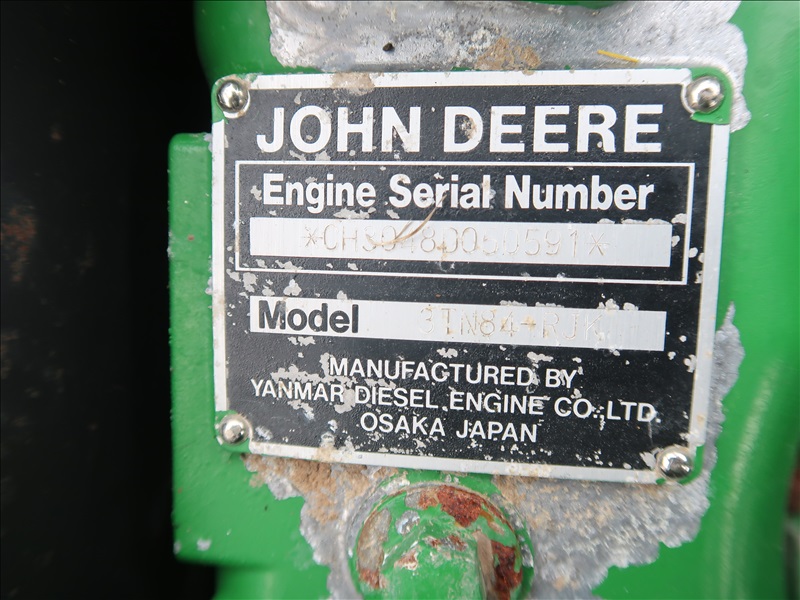 JOHN DEERE
Engine Serial Number
Model
MANUFACTURED BY
YANMAR DIESEL ENGINE CO., LTD.
OSAKA JAPAN